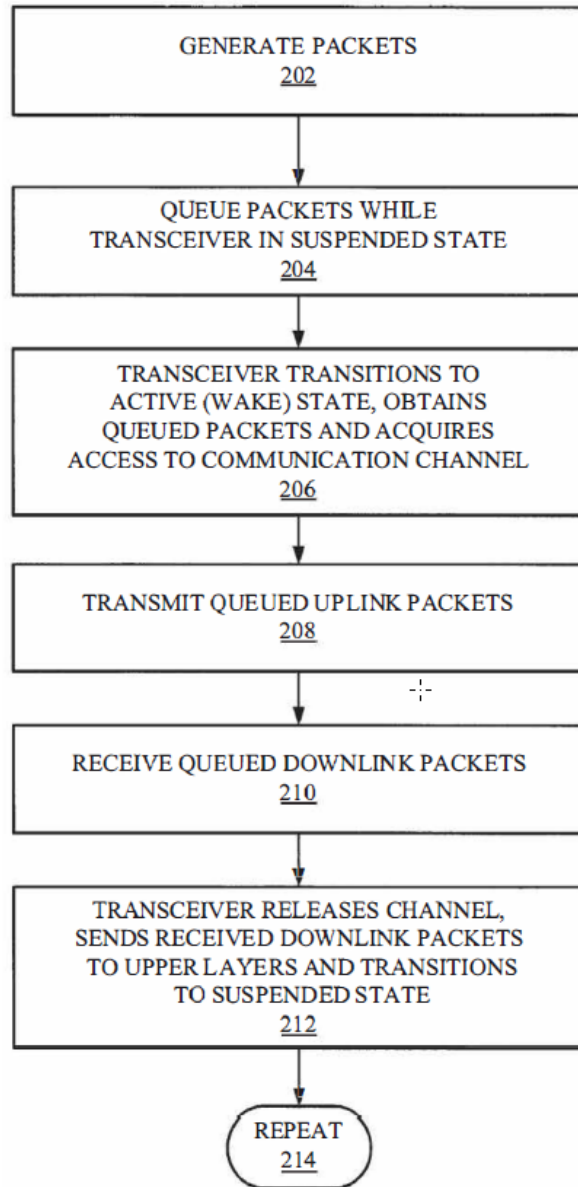 GENERATE PACKETS
202
QUEUE PACKETS WHILE
TRANSCEIVER IN SUSPENDED STATE
204
TRANSCEIVER TRANSITIONS TO
ACTIVE (WAKE) STATE, OBTAINS
QUEUED PACKETS AND ACQUIRES
ACCESS TO COMMUNICATION CHANNEL
206
TRANSMIT QUEUED UPLINK PACKETS
208
RECEIVE QUEUED DOWNLINK PACKETS
210
TRANSCEIVER RELEASES CHANNEL,
SENDS RECEIVED DOWNLINK PACKETS
TO UPPER LAYERS AND TRANSITIONS
TO SUSPENDED STATE
212
REPEAT
214